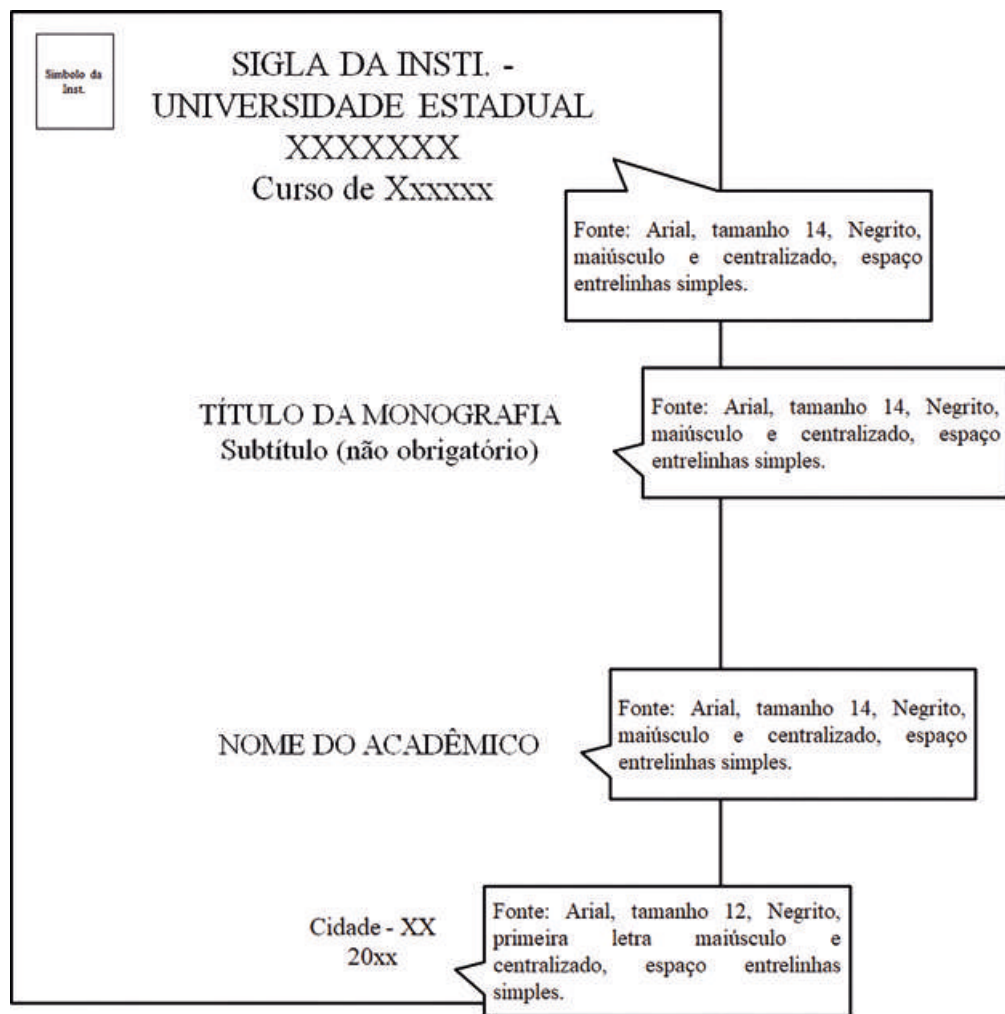 Simbolo da
Inst.
SIGLA DA INSTI. -
UNIVERSIDADE ESTADUAL
XXXXXXX
Curso de Xxxxxx
Fonte: Arial, tamanho 14, Negrito,
maiúsculo e centralizado, espaço
entrelinhas simples.
TÍTULO DA MONOGRAFIA
Subtítulo (não obrigatório)
Fonte: Arial, tamanho 14, Negrito,
maiúsculo e centralizado, espaço
entrelinhas simples.
NOME DO ACADÊMICO
Fonte: Arial, tamanho 14, Negrito,
maiúsculo e centralizado, espaço
entrelinhas simples.
Cidade - XX
20xx
Fonte: Arial, tamanho 12, Negrito,
primeira letra maiúsculo e
centralizado, espaço entrelinhas
simples.